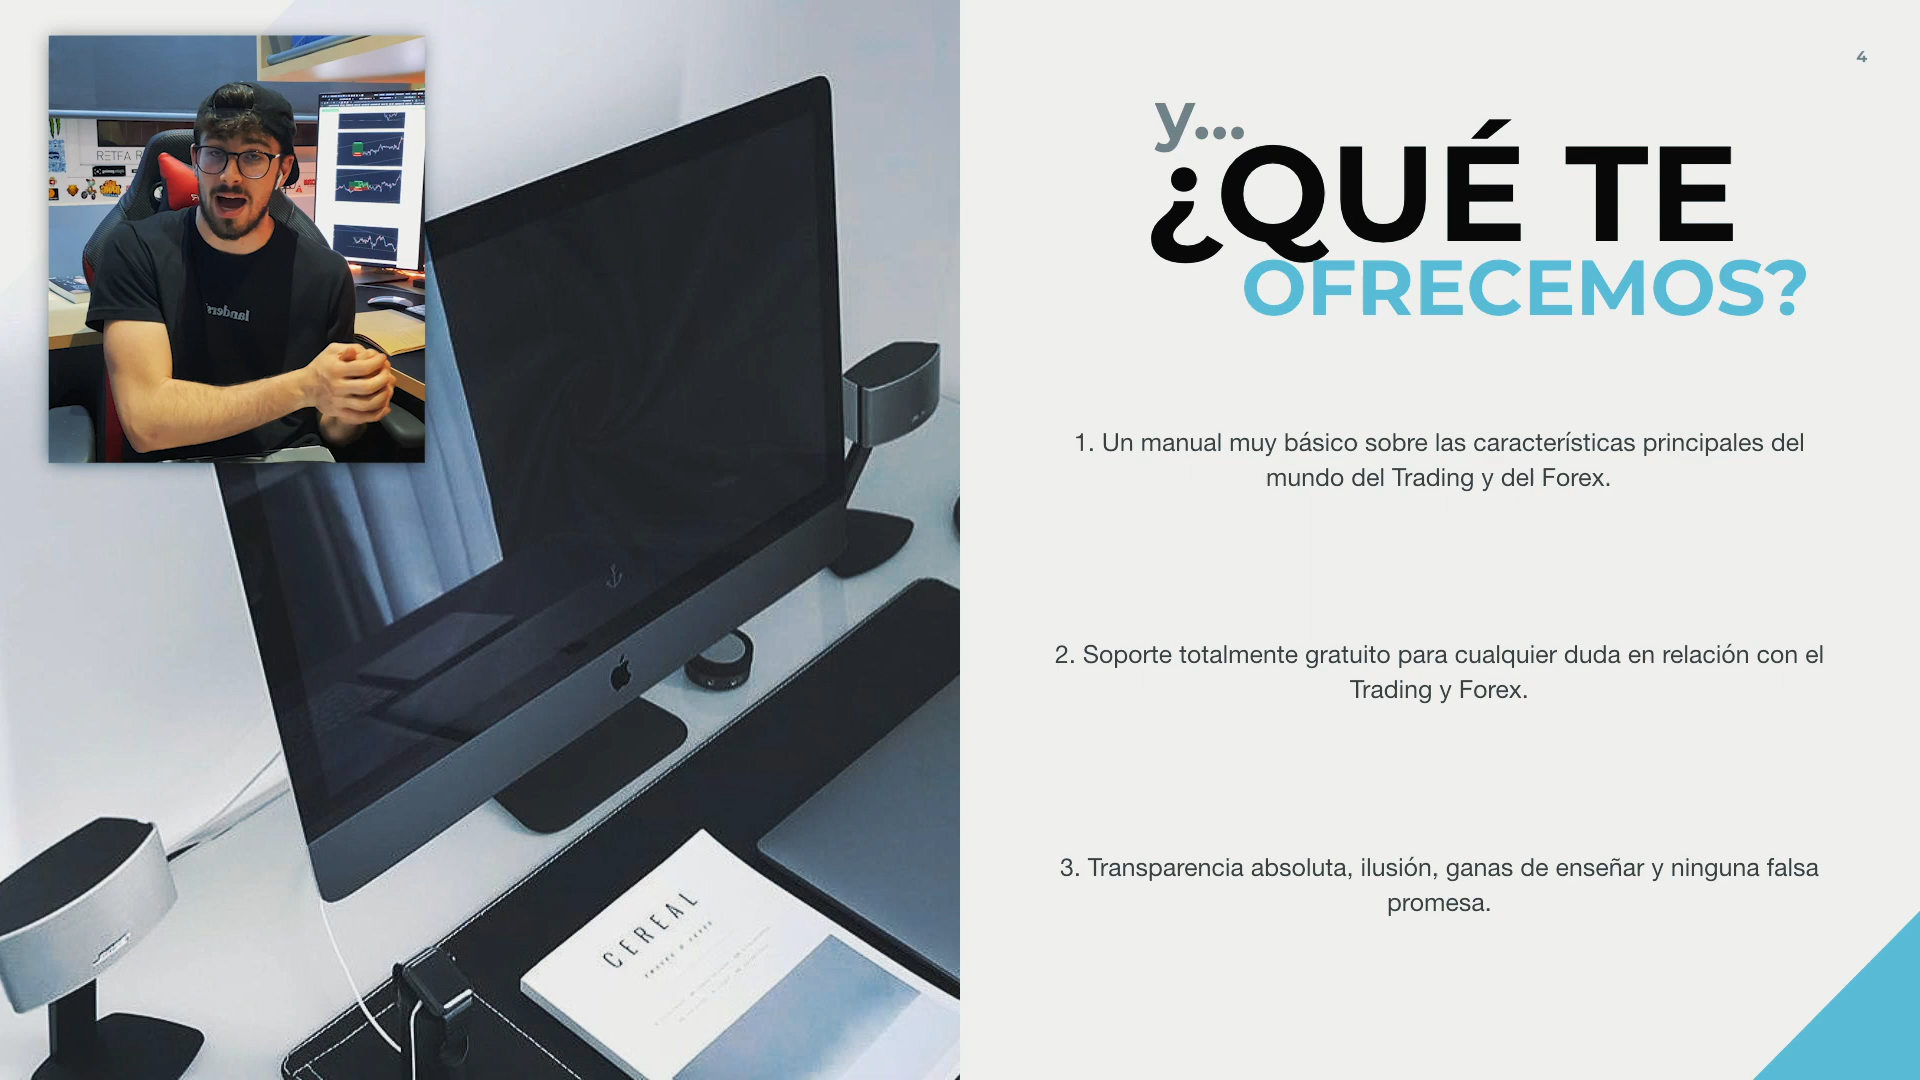 4
y...
¿QUÉ TE
OFRECEMOS?
1. Un manual muy básico sobre las características principales del
mundo del Trading y del Forex.
2. Soporte totalmente gratuito para cualquier duda en relación con el
Trading y Forex.
3. Transparencia absoluta, ilusión, ganas de enseñar y ninguna falsa
promesa.
landers
CEREAL